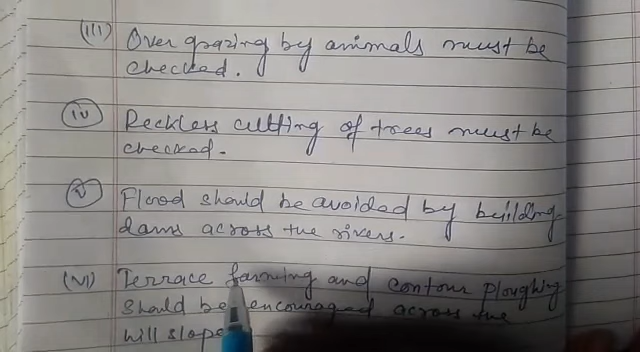 (III) Over grazing by animals must be
checked.
(IV) Reckless cutting of trees must be
checked.
(V) Flood should be avoided by building
dams across the rivers.
(VI) Terrace farming and contour ploughing
should be encouraged across the
hill slope